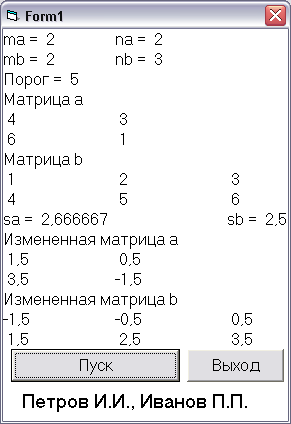 Form1
ma = 2 na = 2
mb = 2 nb = 3
Порог = 5
Матрица a
4 3
6 1
Матрица b
1 2 3
4 5 6
sa = 2,666667 sb = 2,5
Измененная матрица a
1,5 0,5
3,5 -1,5
Измененная матрица b
-1,5 -0,5 0,5
1,5 2,5 3,5
Пуск Выход
Петров И.И., Иванов П.П.